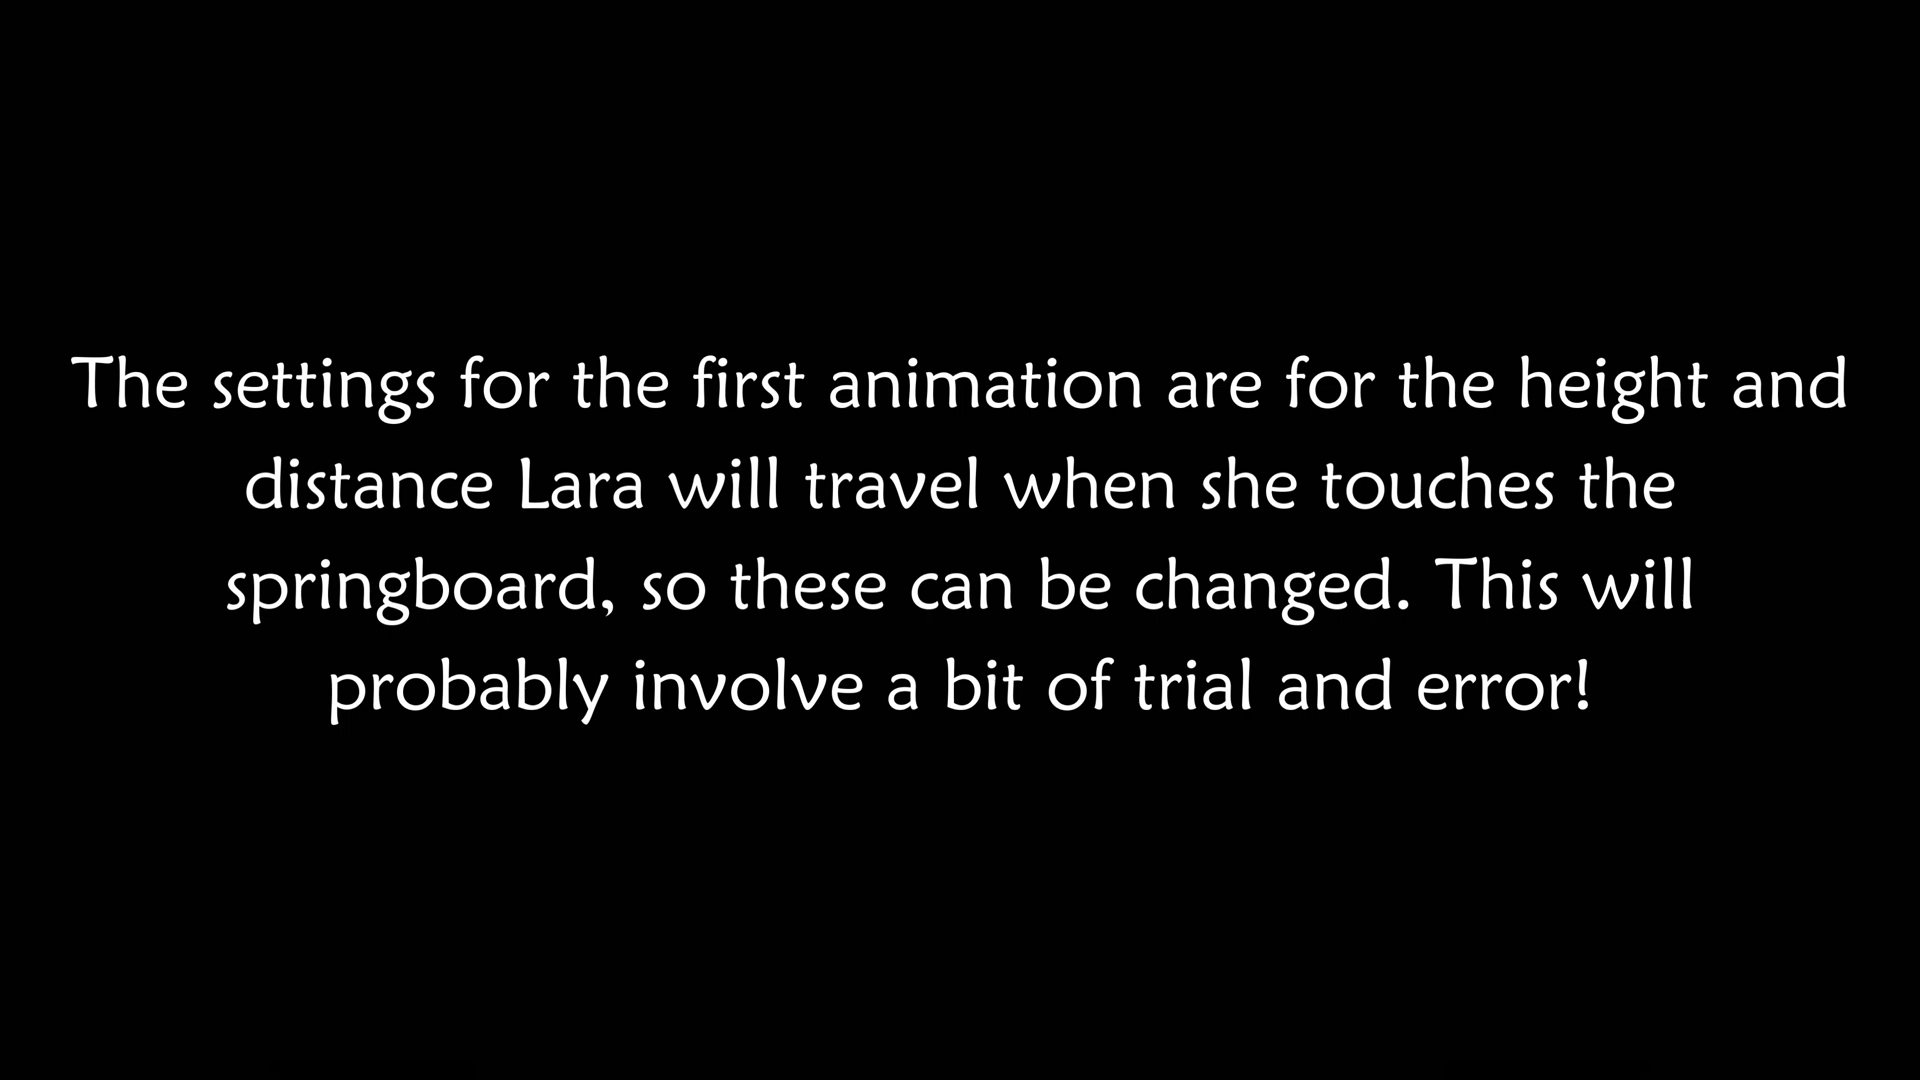 The settings for the first animation are for the height and
distance Lara will travel when she touches the
springboard, so these can be changed. This will
probably involve a bit of trial and error!